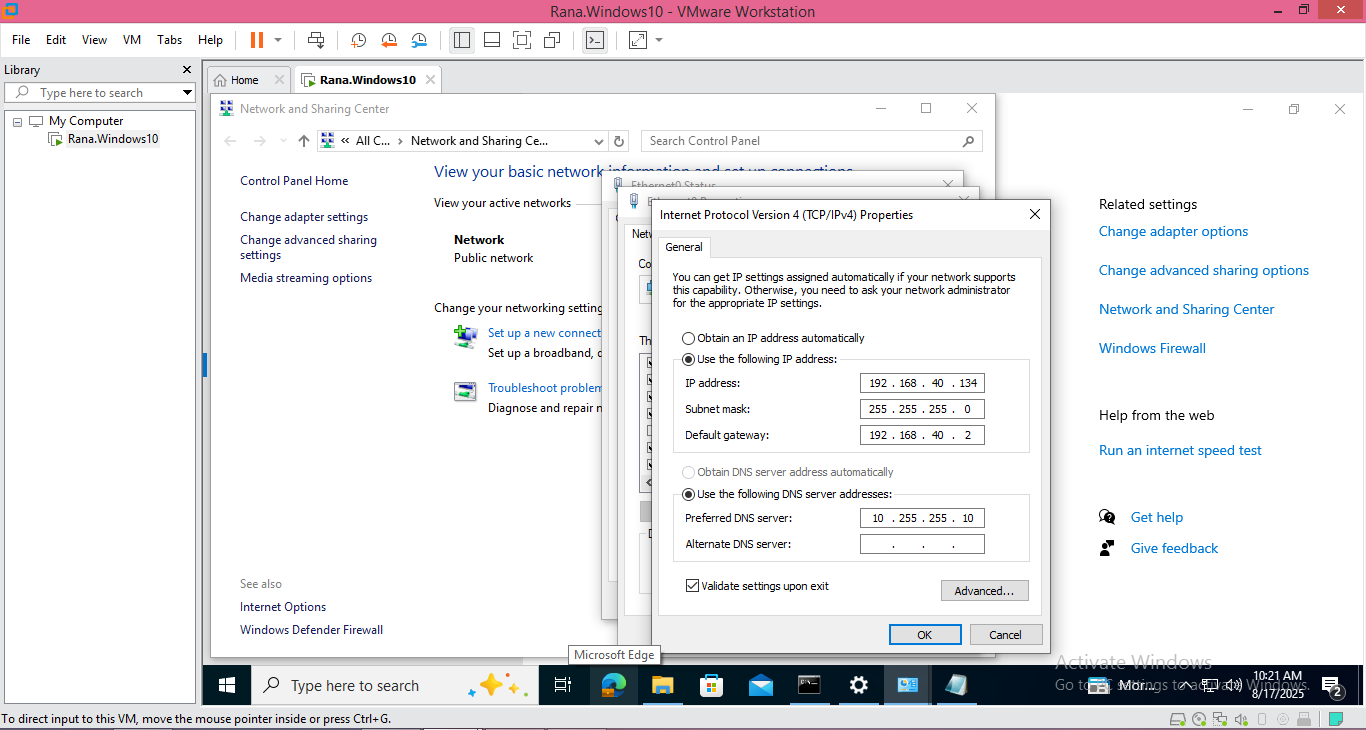 Rana.Windows10 - VMware Workstation
File Edit View VM Tabs Help
Library
Type here to search
My Computer
Rana.Windows10
Home
Rana.Windows10
Network and Sharing Center
« All C... › Network and Sharing Ce...
Search Control Panel
Control Panel Home
Change adapter settings
Change advanced sharing
settings
Media streaming options
See also
Internet Options
Windows Defender Firewall
View your basic network information and set up connections
View your active networks
Network
Public network
Change your networking setting
Set up a new connect
Set up a broadband, d
Troubleshoot problem
Diagnose and repair n
Ethernet0 Status
Netw
Co
Th
Internet Protocol Version 4 (TCP/IPv4) Properties
General
You can get IP settings assigned automatically if your network supports
this capability. Otherwise, you need to ask your network administrator
for the appropriate IP settings.
Obtain an IP address automatically
Use the following IP address:
IP address: 192 . 168 . 40 . 134
Subnet mask: 255 . 255 . 255 . 0
Default gateway: 192 . 168 . 40 . 2
Obtain DNS server address automatically
Use the following DNS server addresses:
Preferred DNS server: 10 . 255 . 255 . 10
Alternate DNS server: . . .
Validate settings upon exit
Advanced...
OK
Cancel
Related settings
Change adapter options
Change advanced sharing options
Network and Sharing Center
Windows Firewall
Help from the web
Run an internet speed test
Get help
Give feedback
Microsoft Edge
Activate Windows
Go to PC settings to activate Windows.
Type here to search
Mor...
10:21 AM
8/17/2025
2
To direct input to this VM, move the mouse pointer inside or press Ctrl+G.